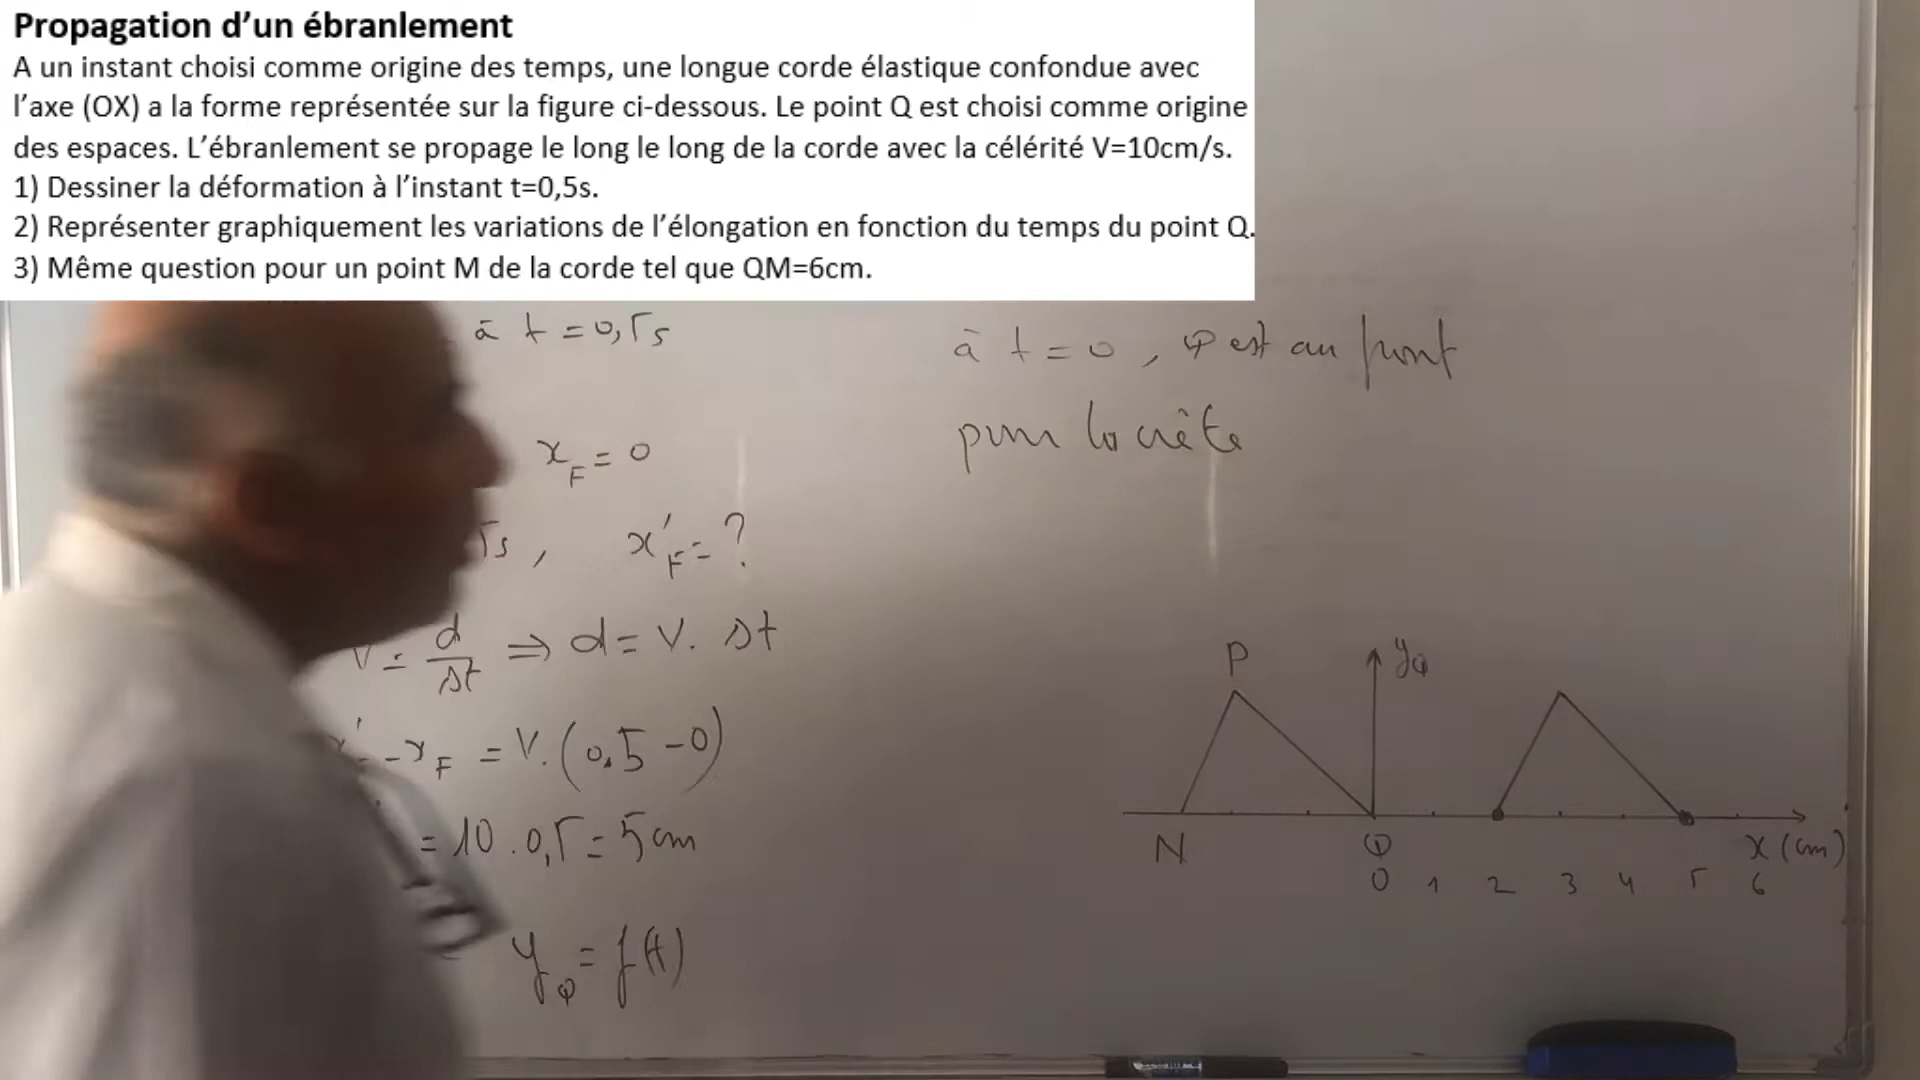 Propagation d’un ébranlement
A un instant choisi comme origine des temps, une longue corde élastique confondue avec
l’axe (OX) a la forme représentée sur la figure ci-dessous. Le point Q est choisi comme origine
des espaces. L’ébranlement se propage le long le long de la corde avec la célérité V=10cm/s.
1) Dessiner la déformation à l’instant t=0,5s.
2) Représenter graphiquement les variations de l’élongation en fonction du temps du point Q.
3) Même question pour un point M de la corde tel que QM=6cm.
à t = 0,5s
x_F = 0
5s , x'_F = ?
V = d/Δt ⇒ d = V. Δt
' - x_F = V.(0,5 - 0)
= 10 . 0,5 = 5 cm
y_Q = f(t)
à t = 0 , Q est au front
pour la crête
P y_Q
N Q x (cm)
0 1 2 3 4 5 6